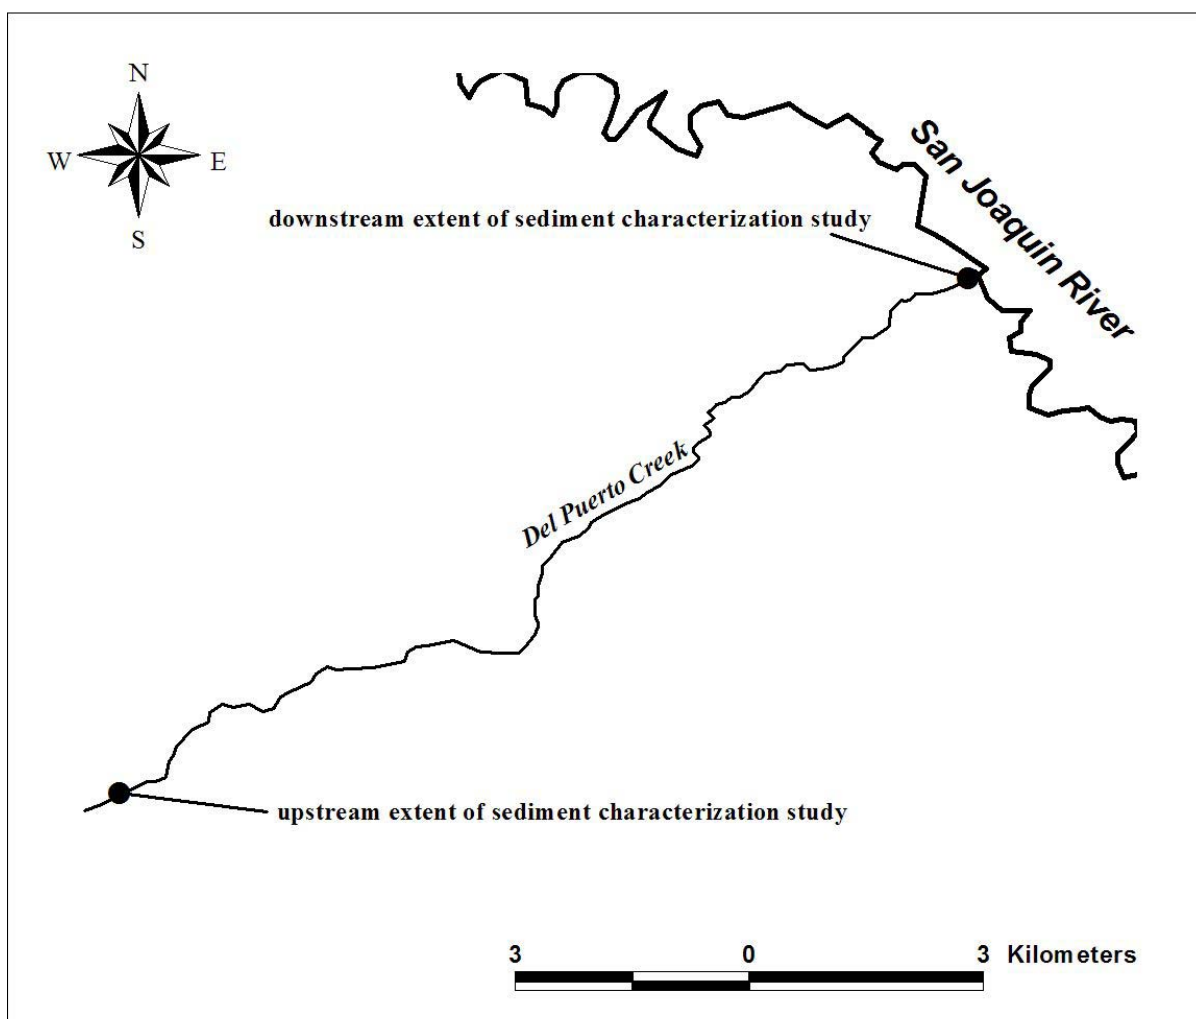 N
W
E
S
San Joaquin River
downstream extent of sediment characterization study
Del Puerto Creek
upstream extent of sediment characterization study
3 0 3 Kilometers